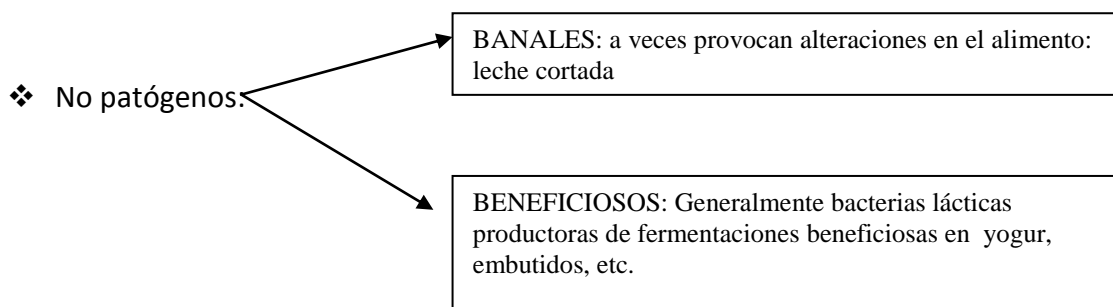 BANALES: a veces provocan alteraciones en el alimento:
leche cortada
❖ No patógenos:
BENEFICIOSOS: Generalmente bacterias lácticas
productoras de fermentaciones beneficiosas en yogur,
embutidos, etc.